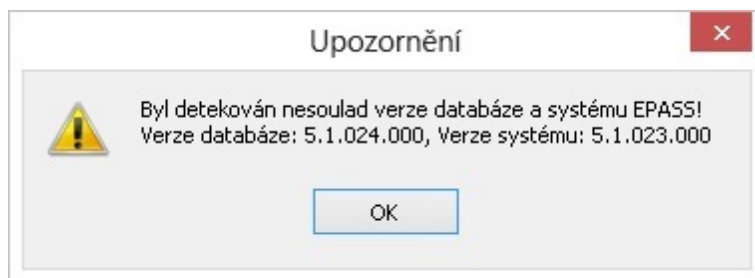 Upozornění
Byl detekován nesoulad verze databáze a systému EPASS!
Verze databáze: 5.1.024.000, Verze systému: 5.1.023.000
OK